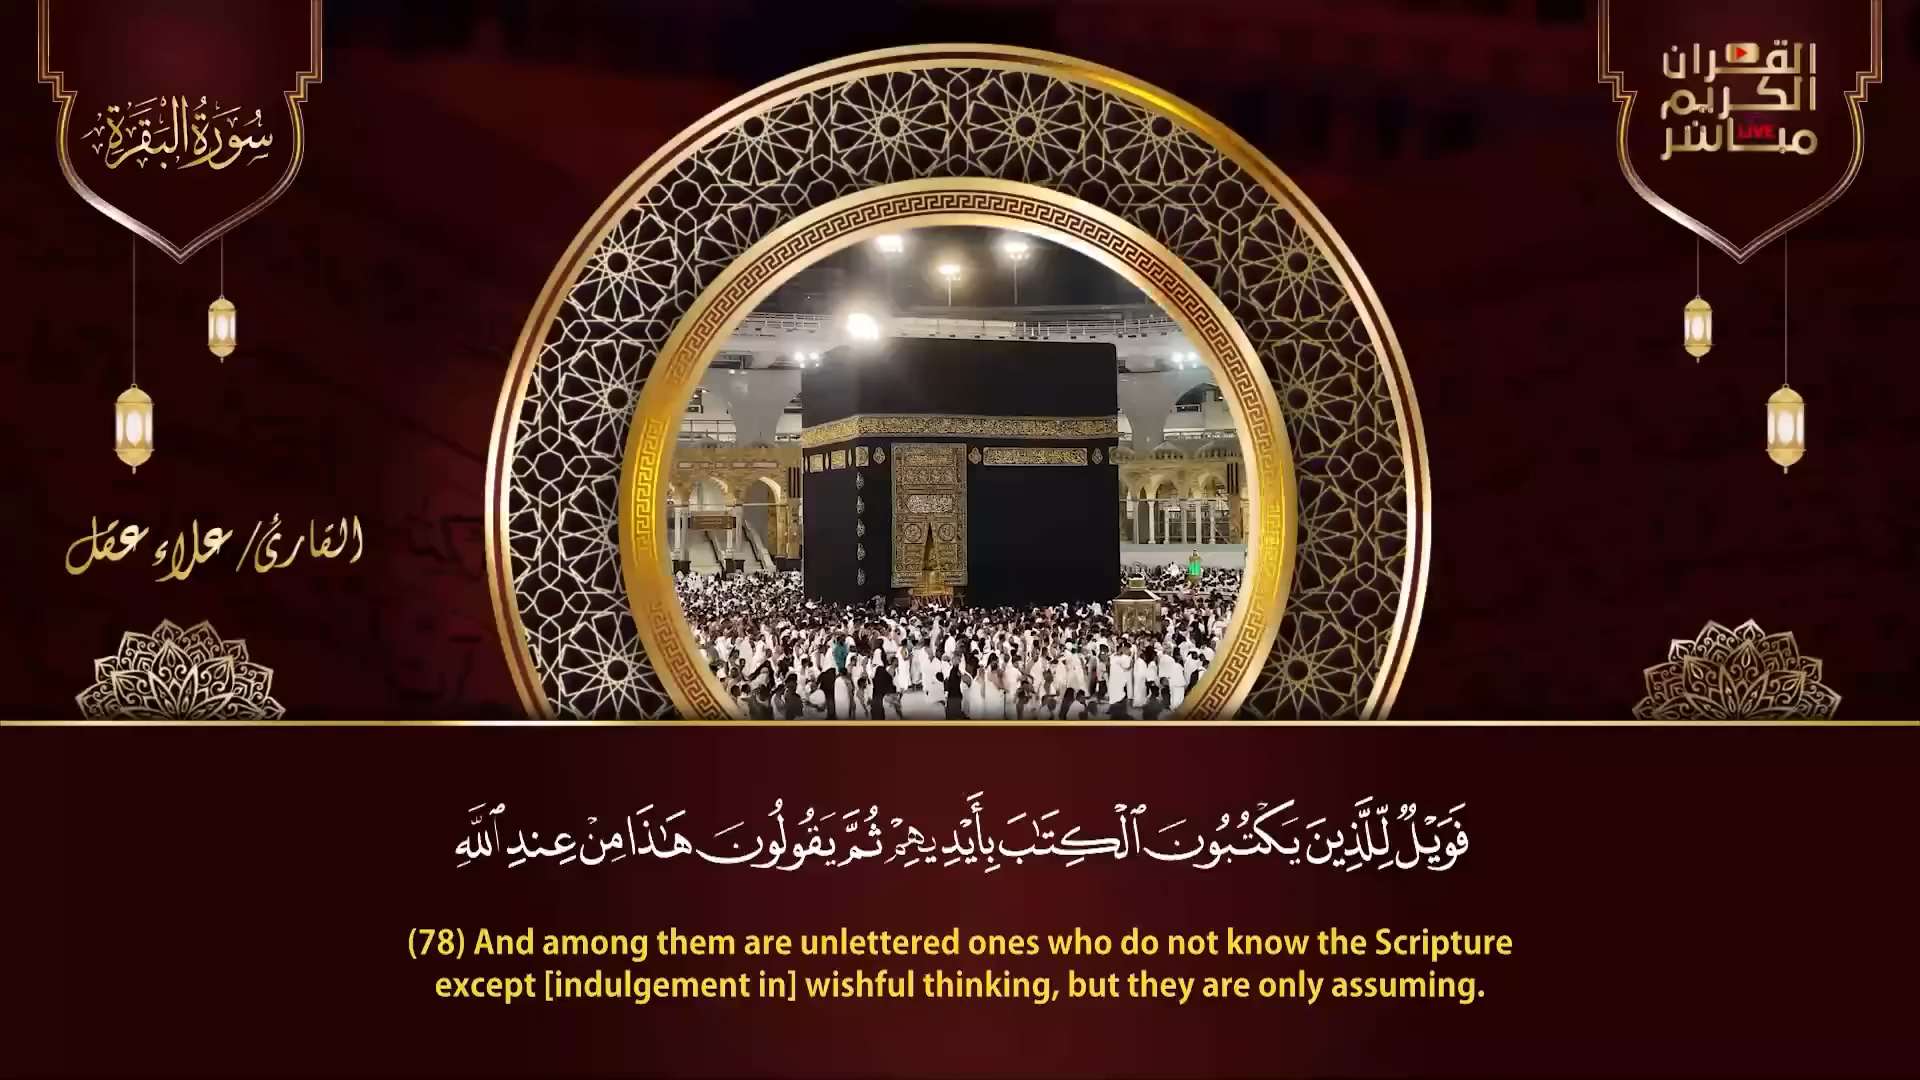 سُورَةُ البَقَرَةِ
القران
الكريم
مباشر
LIVE
القارئ/ علاء عقل
فَوَيْلٌ لِّلَّذِينَ يَكْتُبُونَ ٱلْكِتَٰبَ بِأَيْدِيهِمْ ثُمَّ يَقُولُونَ هَٰذَا مِنْ عِندِ ٱللَّهِ
(78) And among them are unlettered ones who do not know the Scripture
except [indulgement in] wishful thinking, but they are only assuming.